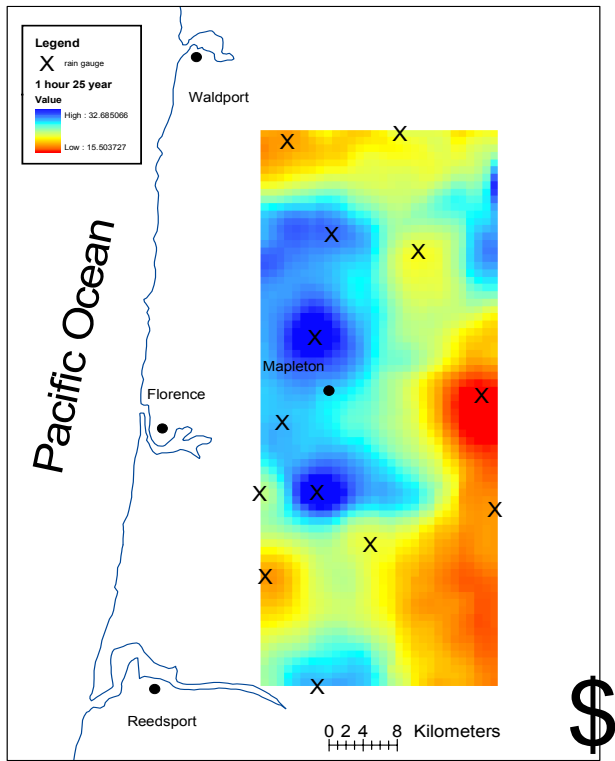 Legend
X rain gauge
1 hour 25 year
Value
High : 32.685066
Low : 15.503727
Waldport
X X
X X
X
Mapleton
Pacific Ocean
Florence
X
X
X X
X
X
X
X
Reedsport
0 2 4 8 Kilometers
$